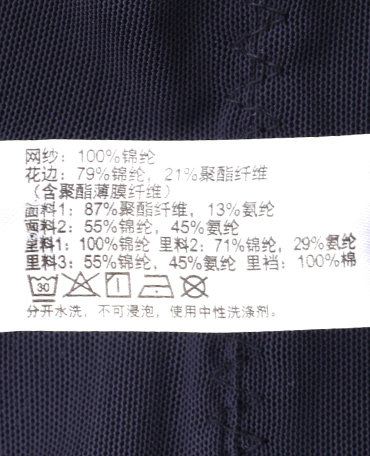 网纱：100%锦纶
花边：79%锦纶，21%聚酯纤维
（含聚酯薄膜纤维）
面料1：87%聚酯纤维，13%氨纶
面料2：55%锦纶，45%氨纶
里料1：100%锦纶 里料2：71%锦纶，29%氨纶
里料3：55%锦纶，45%氨纶 里裆：100%棉
30
分开水洗，不可浸泡，使用中性洗涤剂。